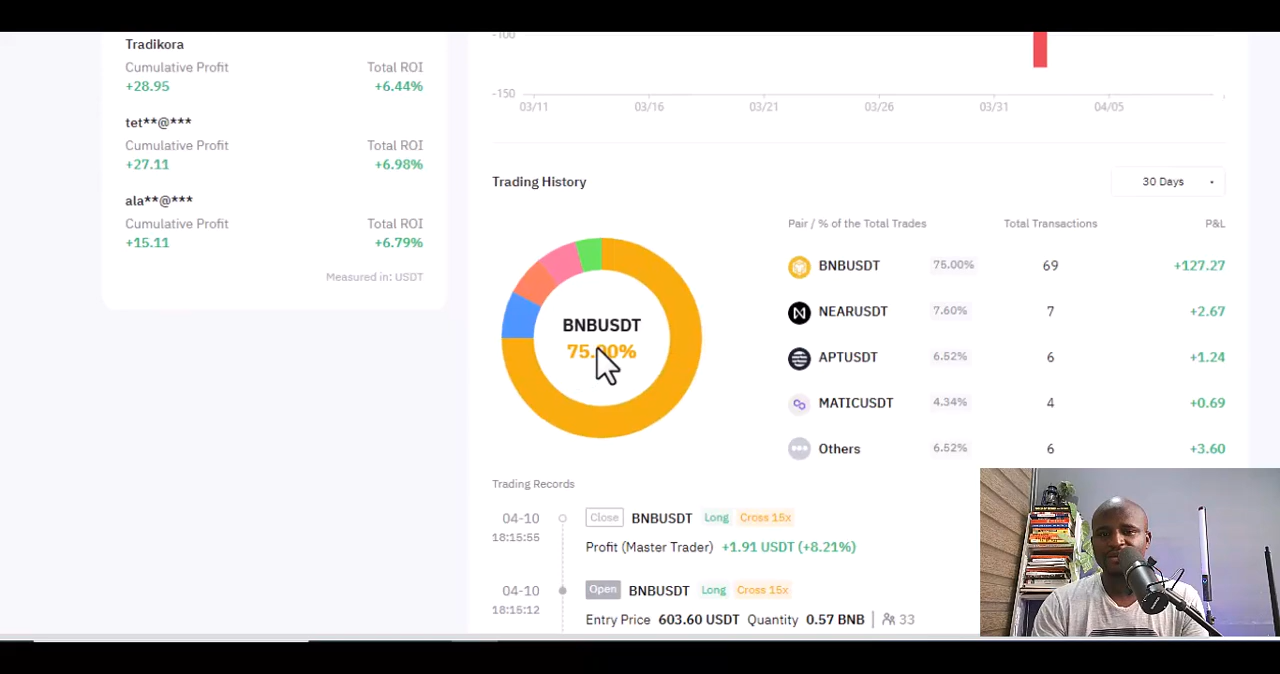 Tradikora
Cumulative Profit Total ROI
+28.95 +6.44%
tet**@***
Cumulative Profit Total ROI
+27.11 +6.98%
ala**@***
Cumulative Profit Total ROI
+15.11 +6.79%
Measured in: USDT
-100
-150
03/11 03/16 03/21 03/26 03/31 04/05
Trading History
30 Days
BNBUSDT
75.00%
Pair / % of the Total Trades Total Transactions P&L
BNBUSDT 75.00% 69 +127.27
NEARUSDT 7.60% 7 +2.67
APTUSDT 6.52% 6 +1.24
MATICUSDT 4.34% 4 +0.69
Others 6.52% 6 +3.60
Trading Records
04-10 Close BNBUSDT Long Cross 15x
18:15:55
Profit (Master Trader) +1.91 USDT (+8.21%)
04-10 Open BNBUSDT Long Cross 15x
18:15:12
Entry Price 603.60 USDT Quantity 0.57 BNB 33